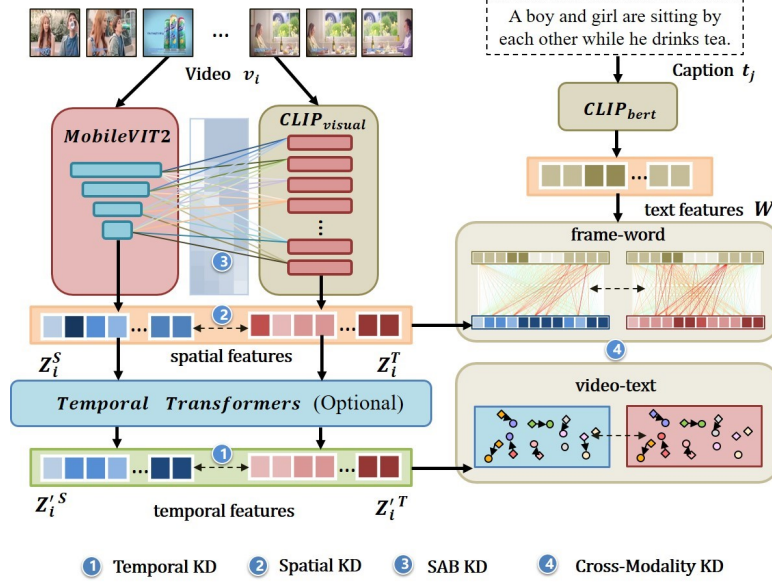 A boy and girl are sitting by
each other while he drinks tea.
...
Video v_i
Caption t_j
MobileVIT2
CLIP_visual
CLIP_bert
...
...
text features W
frame-word
3
2
...
...
Z_i^S
spatial features
Z_i^T
4
Temporal Transformers (Optional)
video-text
1
...
...
Z_i'^S
temporal features
Z_i'^T
1 Temporal KD
2 Spatial KD
3 SAB KD
4 Cross-Modality KD